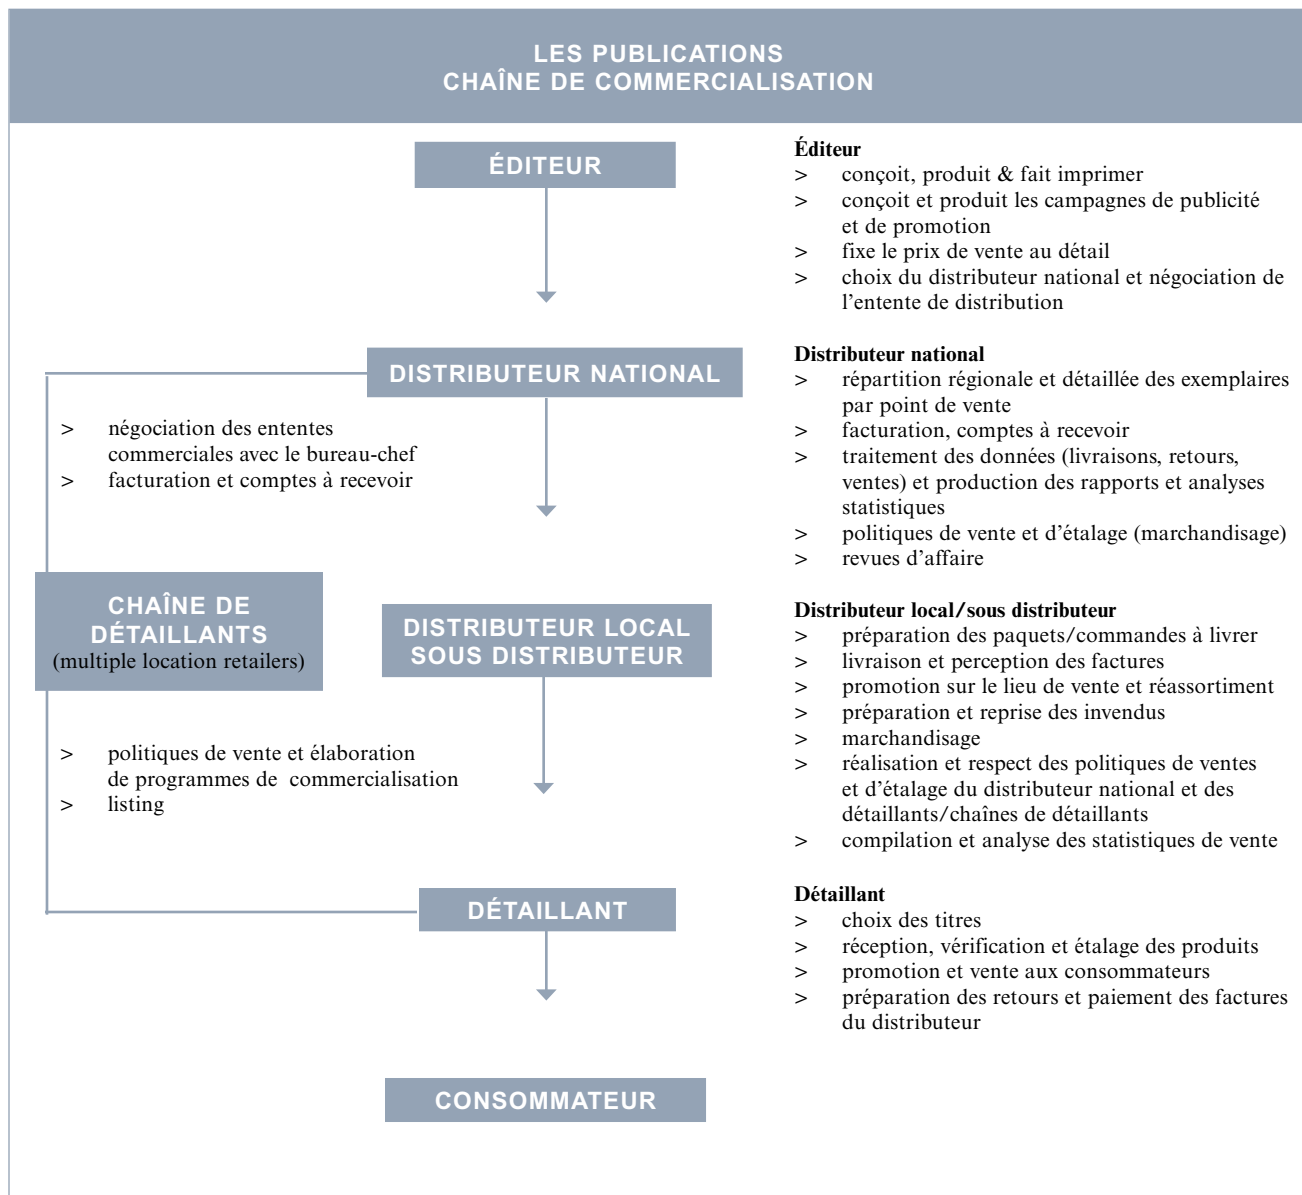 LES PUBLICATIONS
CHAÎNE DE COMMERCIALISATION
ÉDITEUR
Éditeur
> conçoit, produit & fait imprimer
> conçoit et produit les campagnes de publicité
et de promotion
> fixe le prix de vente au détail
> choix du distributeur national et négociation de
l’entente de distribution
DISTRIBUTEUR NATIONAL
> négociation des ententes
commerciales avec le bureau-chef
> facturation et comptes à recevoir
Distributeur national
> répartition régionale et détaillée des exemplaires
par point de vente
> facturation, comptes à recevoir
> traitement des données (livraisons, retours,
ventes) et production des rapports et analyses
statistiques
> politiques de vente et d’étalage (marchandisage)
> revues d’affaire
CHAÎNE DE
DÉTAILLANTS
(multiple location retailers)
> politiques de vente et élaboration
de programmes de commercialisation
> listing
DISTRIBUTEUR LOCAL
SOUS DISTRIBUTEUR
Distributeur local/sous distributeur
> préparation des paquets/commandes à livrer
> livraison et perception des factures
> promotion sur le lieu de vente et réassortiment
> préparation et reprise des invendus
> marchandisage
> réalisation et respect des politiques de ventes
et d’étalage du distributeur national et des
détaillants/chaînes de détaillants
> compilation et analyse des statistiques de vente
DÉTAILLANT
Détaillant
> choix des titres
> réception, vérification et étalage des produits
> promotion et vente aux consommateurs
> préparation des retours et paiement des factures
du distributeur
CONSOMMATEUR